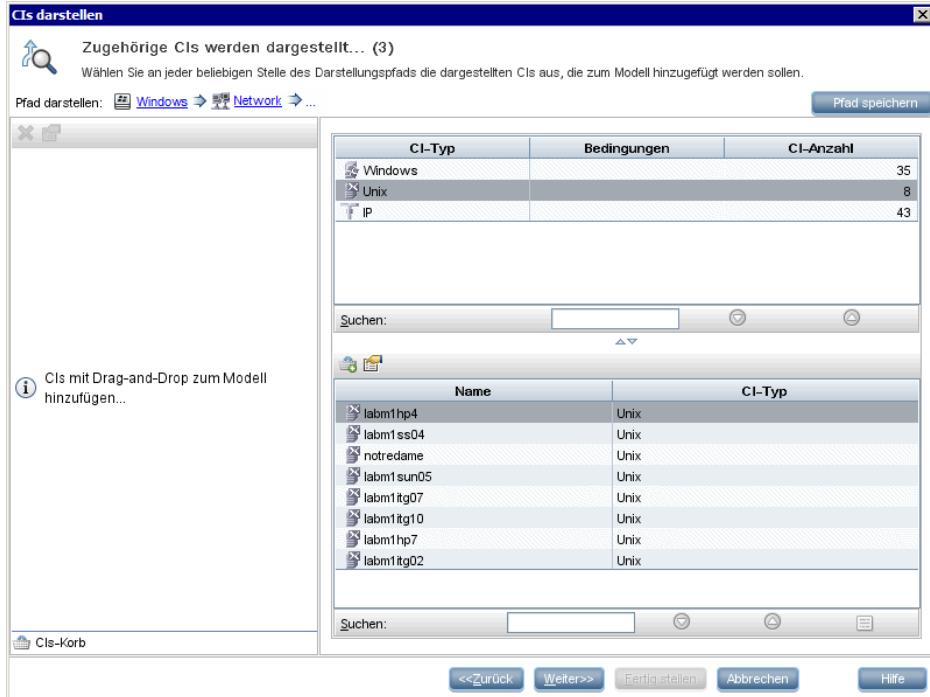 CIs darstellen
Zugehörige CIs werden dargestellt... (3)
Wählen Sie an jeder beliebigen Stelle des Darstellungspfads die dargestellten CIs aus, die zum Modell hinzugefügt werden sollen.
Pfad darstellen: Windows Network ...
Pfad speichern
CI-Typ Bedingungen CI-Anzahl
Windows 35
Unix 8
IP 43
Suchen:
CIs mit Drag-and-Drop zum Modell
hinzufügen...
Name CI-Typ
labm1hp4 Unix
labm1ss04 Unix
notredame Unix
labm1sun05 Unix
labm1itg07 Unix
labm1itg10 Unix
labm1hp7 Unix
labm1itg02 Unix
Suchen:
CIs-Korb
<<Zurück Weiter>> Fertig stellen Abbrechen Hilfe